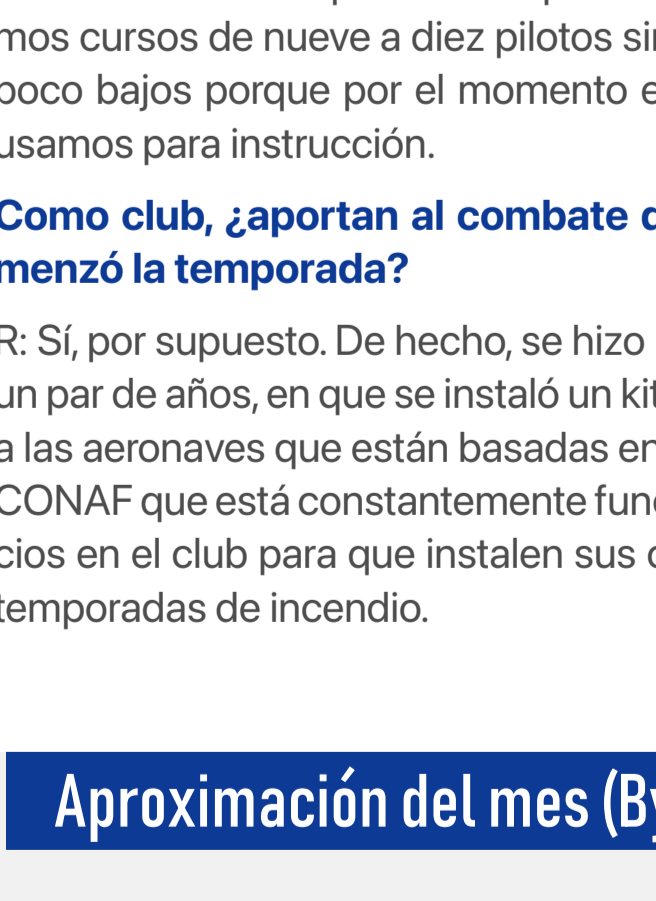 mos cursos de nueve a diez pilotos
poco bajos porque por el momento
usamos para instrucción.
Como club, ¿aportan al combate
menzó la temporada?
R: Sí, por supuesto. De hecho, se hizo
un par de años, en que se instaló un kit
a las aeronaves que están basadas en
CONAF que está constantemente
cios en el club para que instalen sus
temporadas de incendio.
Aproximación del mes